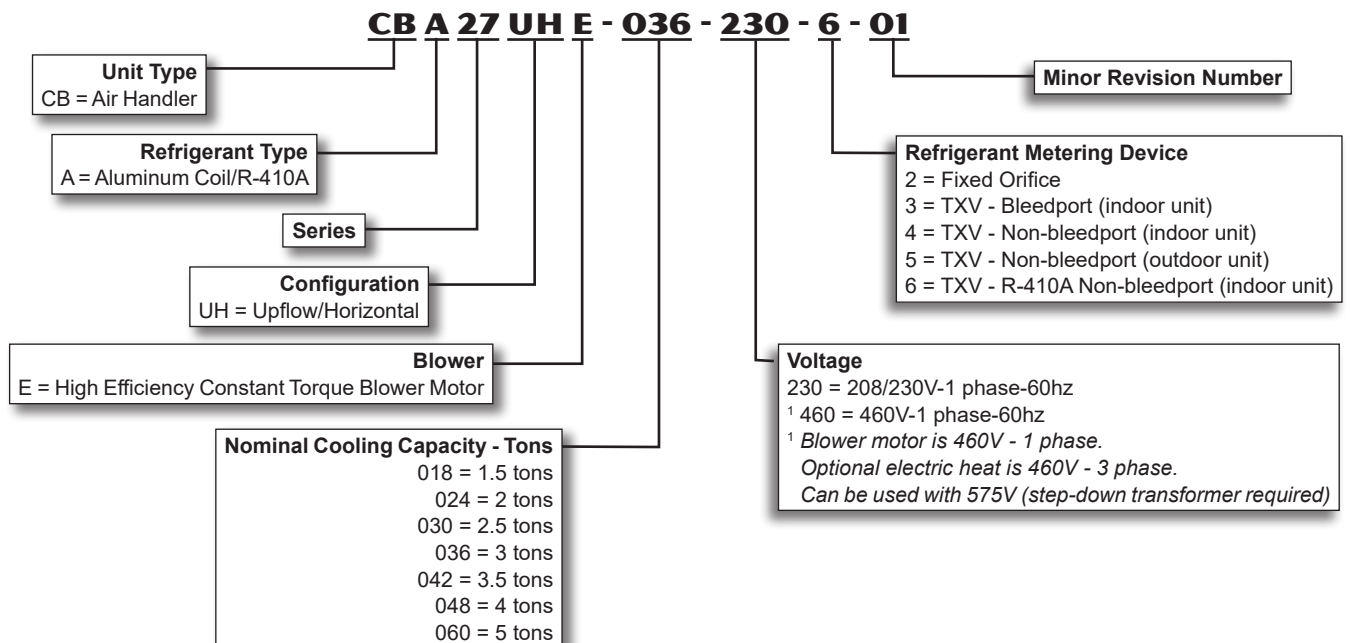 CB A 27 UH E - 036 - 230 - 6 - 01
Unit Type
CB = Air Handler
Refrigerant Type
A = Aluminum Coil/R-410A
Series
Configuration
UH = Upflow/Horizontal
Blower
E = High Efficiency Constant Torque Blower Motor
Nominal Cooling Capacity - Tons
018 = 1.5 tons
024 = 2 tons
030 = 2.5 tons
036 = 3 tons
042 = 3.5 tons
048 = 4 tons
060 = 5 tons
Minor Revision Number
Refrigerant Metering Device
2 = Fixed Orifice
3 = TXV - Bleedport (indoor unit)
4 = TXV - Non-bleedport (indoor unit)
5 = TXV - Non-bleedport (outdoor unit)
6 = TXV - R-410A Non-bleedport (indoor unit)
Voltage
230 = 208/230V-1 phase-60hz
¹ 460 = 460V-1 phase-60hz
¹ Blower motor is 460V - 1 phase.
Optional electric heat is 460V - 3 phase.
Can be used with 575V (step-down transformer required)